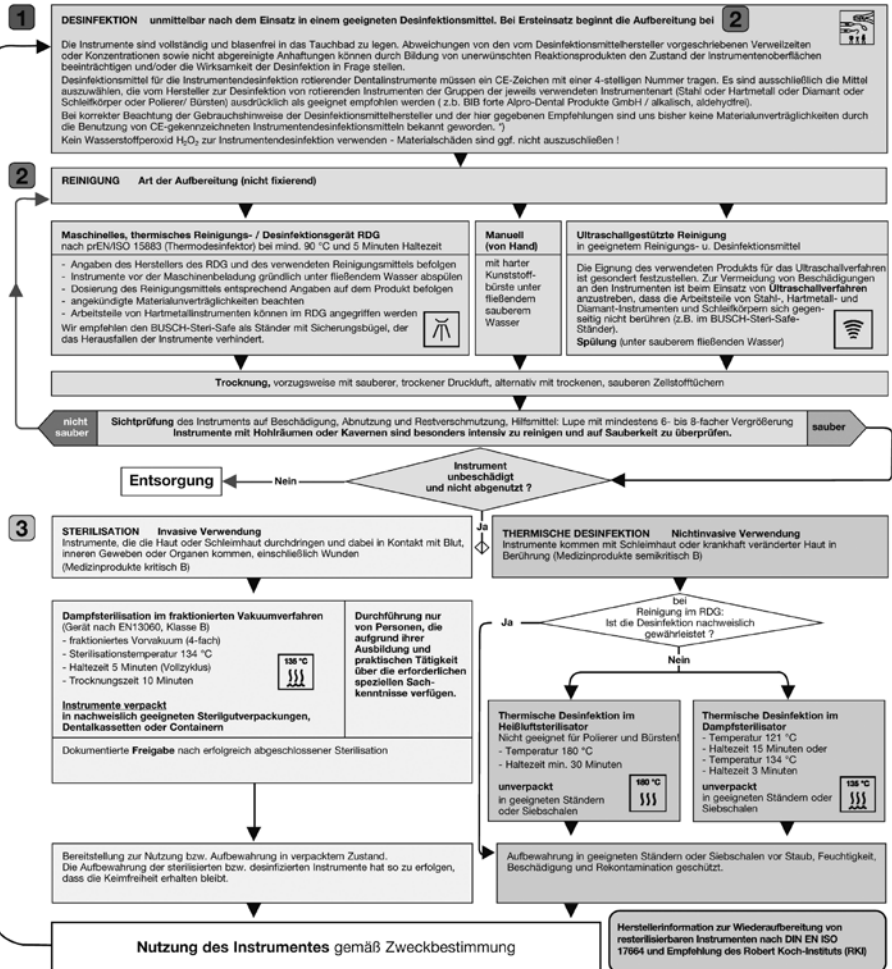 1
DESINFEKTION unmittelbar nach dem Einsatz in einem geeigneten Desinfektionsmittel. Bei Ersteinsatz beginnt die Aufbereitung bei 2
Die Instrumente sind vollständig und blasenfrei in das Tauchbad zu legen. Abweichungen von den vom Desinfektionsmittelhersteller vorgeschriebenen Verweilzeiten
oder Konzentrationen sowie nicht abgereinigte Anhaftungen können durch Bildung von unerwünschten Reaktionsprodukten den Zustand der Instrumentenoberflächen
beeinträchtigen und/oder die Wirkung der Desinfektion in Frage stellen.
Desinfektionsmittel für die Instrumentendesinfektion rotierender Dentalinstrumente müssen ein CE-Zeichen mit einer 4-stelligen Nummer tragen. Es sind ausschließlich die Mittel
auszuwählen, die vom Hersteller zur Desinfektion von rotierenden Instrumenten der Gruppen der jeweils verwendeten Instrumentenart (Stahl oder Hartmetall oder Diamant oder
Schleifkörper oder Polierer/ Bürsten) ausdrücklich als geeignet empfohlen werden ( z.b. BIB forte Alpro-Dental Produkte GmbH / alkalisch, aldehydfrei).
Bei korrekter Beachtung der Gebrauchshinweise der Desinfektionsmittelhersteller und der hier gegebenen Empfehlungen sind uns bisher keine Materialunverträglichkeiten durch
die Benutzung von CE-gekennzeichneten Instrumentendesinfektionsmitteln bekannt geworden. *)
Kein Wasserstoffperoxid H₂O₂ zur Instrumentendesinfektion verwenden - Materialschäden sind ggf. nicht auszuschließen !
2
REINIGUNG Art der Aufbereitung (nicht fixierend)
Maschinelles, thermisches Reinigungs- / Desinfektionsgerät RDG
nach prEN/ISO 15883 (Thermodesinfektor) bei mind. 90 °C und 5 Minuten Haltezeit
- Angaben des Herstellers des RDG und des verwendeten Reinigungsmittels befolgen
- Instrumente vor der Maschinenbeladung gründlich unter fließendem Wasser abspülen
- Dosierung des Reinigungsmittels entsprechend Angaben auf dem Produkt befolgen
- angekündigte Materialunverträglichkeiten beachten
- Arbeitsteile von Hartmetallinstrumenten können im RDG angegriffen werden
Wir empfehlen den BUSCH-Steri-Safe als Ständer mit Sicherungsbügel, der
das Herausfallen der Instrumente verhindert.
Manuell
(von Hand)
mit harter
Kunststoff-
bürste unter
fließendem
sauberem
Wasser
Ultraschallgestützte Reinigung
in geeignetem Reinigungs- u. Desinfektionsmittel
Die Eignung des verwendeten Produkts für das Ultraschallverfahren
ist gesondert festzustellen. Zur Vermeidung von Beschädigungen
an den Instrumenten ist beim Einsatz von Ultraschallverfahren
anzustreben, dass die Arbeitsteile von Stahl-, Hartmetall- und
Diamant-Instrumenten und Schleifkörpern sich gegen-
seitig nicht berühren (z.B. im BUSCH-Steri-Safe-
Ständer).
Spülung (unter sauberem fließenden Wasser)
Trocknung, vorzugsweise mit sauberer, trockener Druckluft, alternativ mit trockenen, sauberen Zellstofftüchern
nicht
sauber
Sichtprüfung des Instruments auf Beschädigung, Abnutzung und Restverschmutzung, Hilfsmittel: Lupe mit mindestens 6- bis 8-facher Vergrößerung
Instrumente mit Hohlräumen oder Kavernen sind besonders intensiv zu reinigen und auf Sauberkeit zu überprüfen.
sauber
Entsorgung
Nein
Instrument
unbeschädigt
und nicht abgenutzt ?
Ja
3
STERILISATION Invasive Verwendung
Instrumente, die die Haut oder Schleimhaut durchdringen und dabei in Kontakt mit Blut,
inneren Geweben oder Organen kommen, einschließlich Wunden
(Medizinprodukte kritisch B)
THERMISCHE DESINFEKTION Nichtinvasive Verwendung
Instrumente kommen mit Schleimhaut oder krankhaft veränderter Haut in
Berührung (Medizinprodukte semikritisch B)
Dampfsterilisation im fraktionierten Vakuumverfahren
(Gerät nach EN13060, Klasse B)
- fraktioniertes Vorvakuum (4-fach)
- Sterilisationstemperatur 134 °C
- Haltezeit 5 Minuten (Vollzyklus)
- Trocknungszeit 10 Minuten
135 °C
Instrumente verpackt
in nachweislich geeigneten Sterilgutverpackungen,
Dentalkassetten oder Containern
Durchführung nur
von Personen, die
aufgrund ihrer
Ausbildung und
praktischen Tätigkeit
über die erforderlichen
speziellen Sach-
kenntnisse verfügen.
Dokumentierte Freigabe nach erfolgreich abgeschlossener Sterilisation
Ja
bei
Reinigung im RDG:
Ist die Desinfektion nachweislich
gewährleistet ?
Nein
Thermische Desinfektion im
Heißluftsterilisator
Nicht geeignet für Polierer und Bürsten!
- Temperatur 180 °C
- Haltezeit min. 30 Minuten
unverpackt
in geeigneten Ständern
oder Siebschalen
180 °C
Thermische Desinfektion im
Dampfsterilisator
- Temperatur 121 °C
- Haltezeit 15 Minuten oder
- Temperatur 134 °C
- Haltezeit 3 Minuten
unverpackt
in geeigneten Ständern oder
Siebschalen
135 °C
Bereitstellung zur Nutzung bzw. Aufbewahrung in verpacktem Zustand.
Die Aufbewahrung der sterilisierten bzw. desinfizierten Instrumente hat so zu erfolgen,
dass die Keimfreiheit erhalten bleibt.
Aufbewahrung in geeigneten Ständern oder Siebschalen vor Staub, Feuchtigkeit,
Beschädigung und Rekontamination geschützt.
Nutzung des Instrumentes gemäß Zweckbestimmung
Herstellerinformation zur Wiederaufbereitung von
resterilisierbaren Instrumenten nach DIN EN ISO
17664 und Empfehlung des Robert Koch-Instituts (RKI)